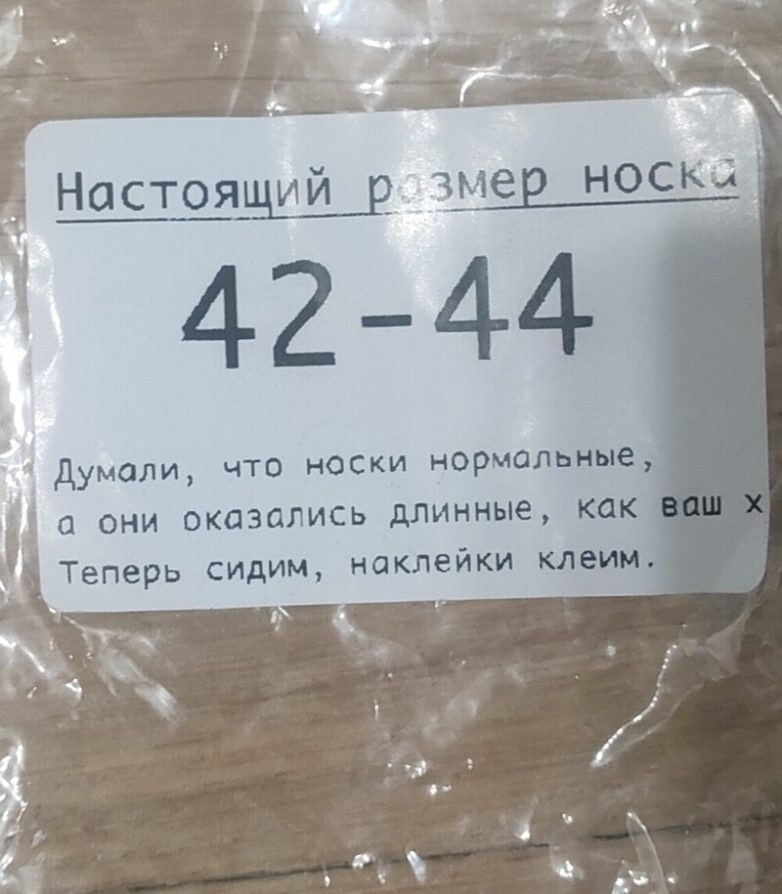 Настоящий размер носка
42-44
Думали, что носки нормальные,
а они оказались длинные, как ваш х
Теперь сидим, наклейки клеим.